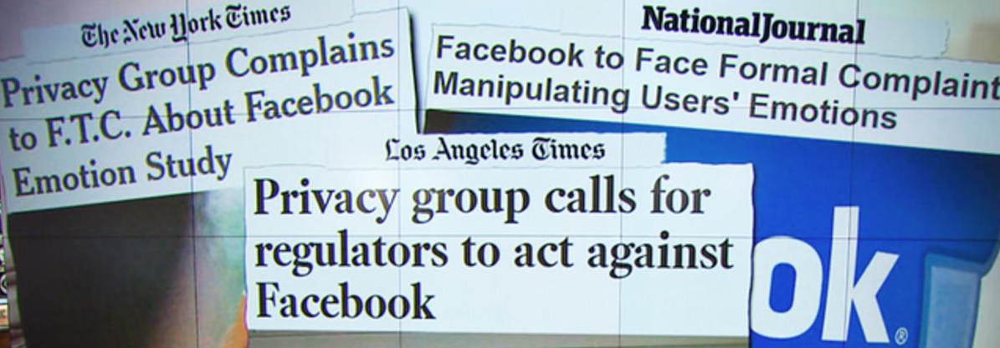 The New York Times
Privacy Group Complains
to F.T.C. About Facebook
Emotion Study
NationalJournal
Facebook to Face Formal Complaint
Manipulating Users' Emotions
Los Angeles Times
Privacy group calls for
regulators to act against
Facebook
ok®